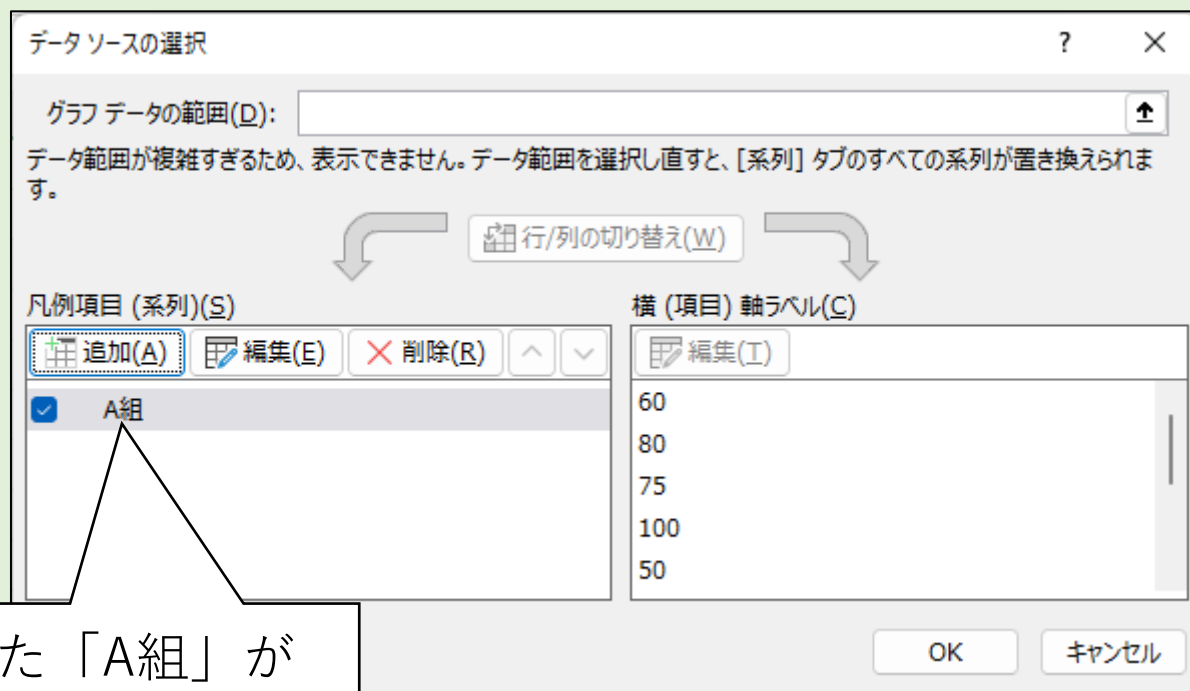 データ ソースの選択
?
グラフ データの範囲(D):
データ範囲が複雑すぎるため、表示できません。データ範囲を選択し直すと、[系列] タブのすべての系列が置き換えられま
す。
行/列の切り替え(W)
凡例項目 (系列)(S)
横 (項目) 軸ラベル(C)
追加(A)
編集(E)
削除(R)
編集(T)
A組
60
80
75
100
50
た「A組」が
OK
キャンセル